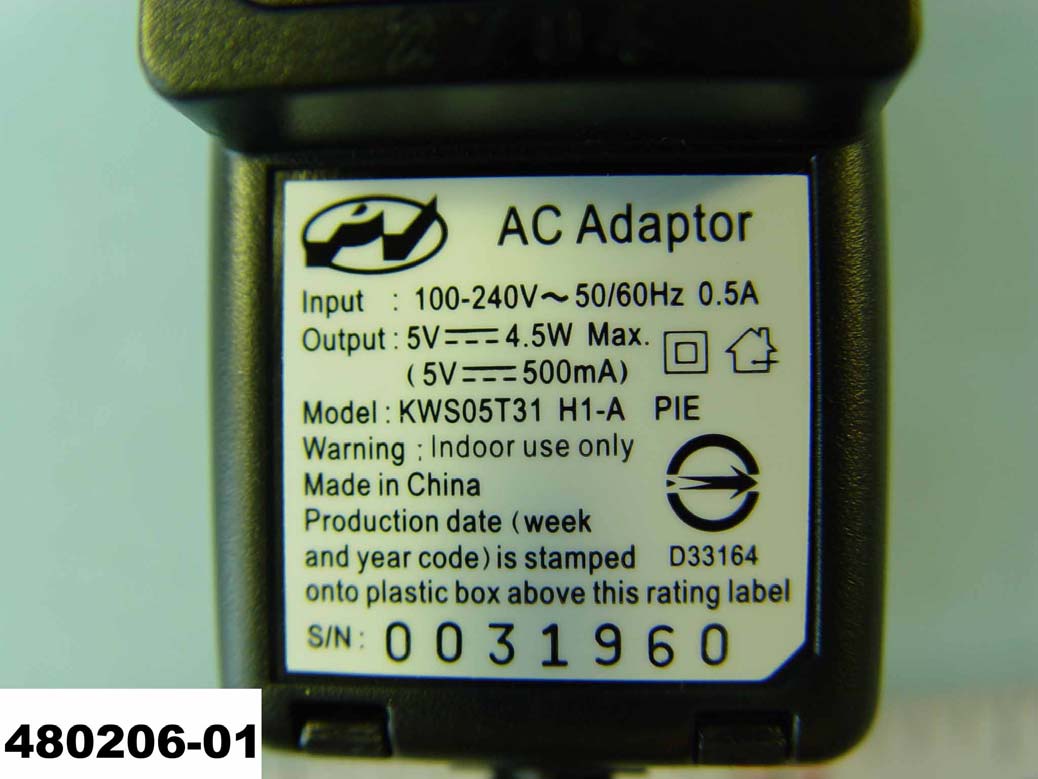 AC Adaptor
Input : 100-240V~50/60Hz 0.5A
Output : 5V⎓4.5W Max.
(5V⎓500mA)
Model : KWS05T31 H1-A PIE
Warning : Indoor use only
Made in China
Production date (week
and year code) is stamped D33164
onto plastic box above this rating label
S/N : 0031960
480206-01